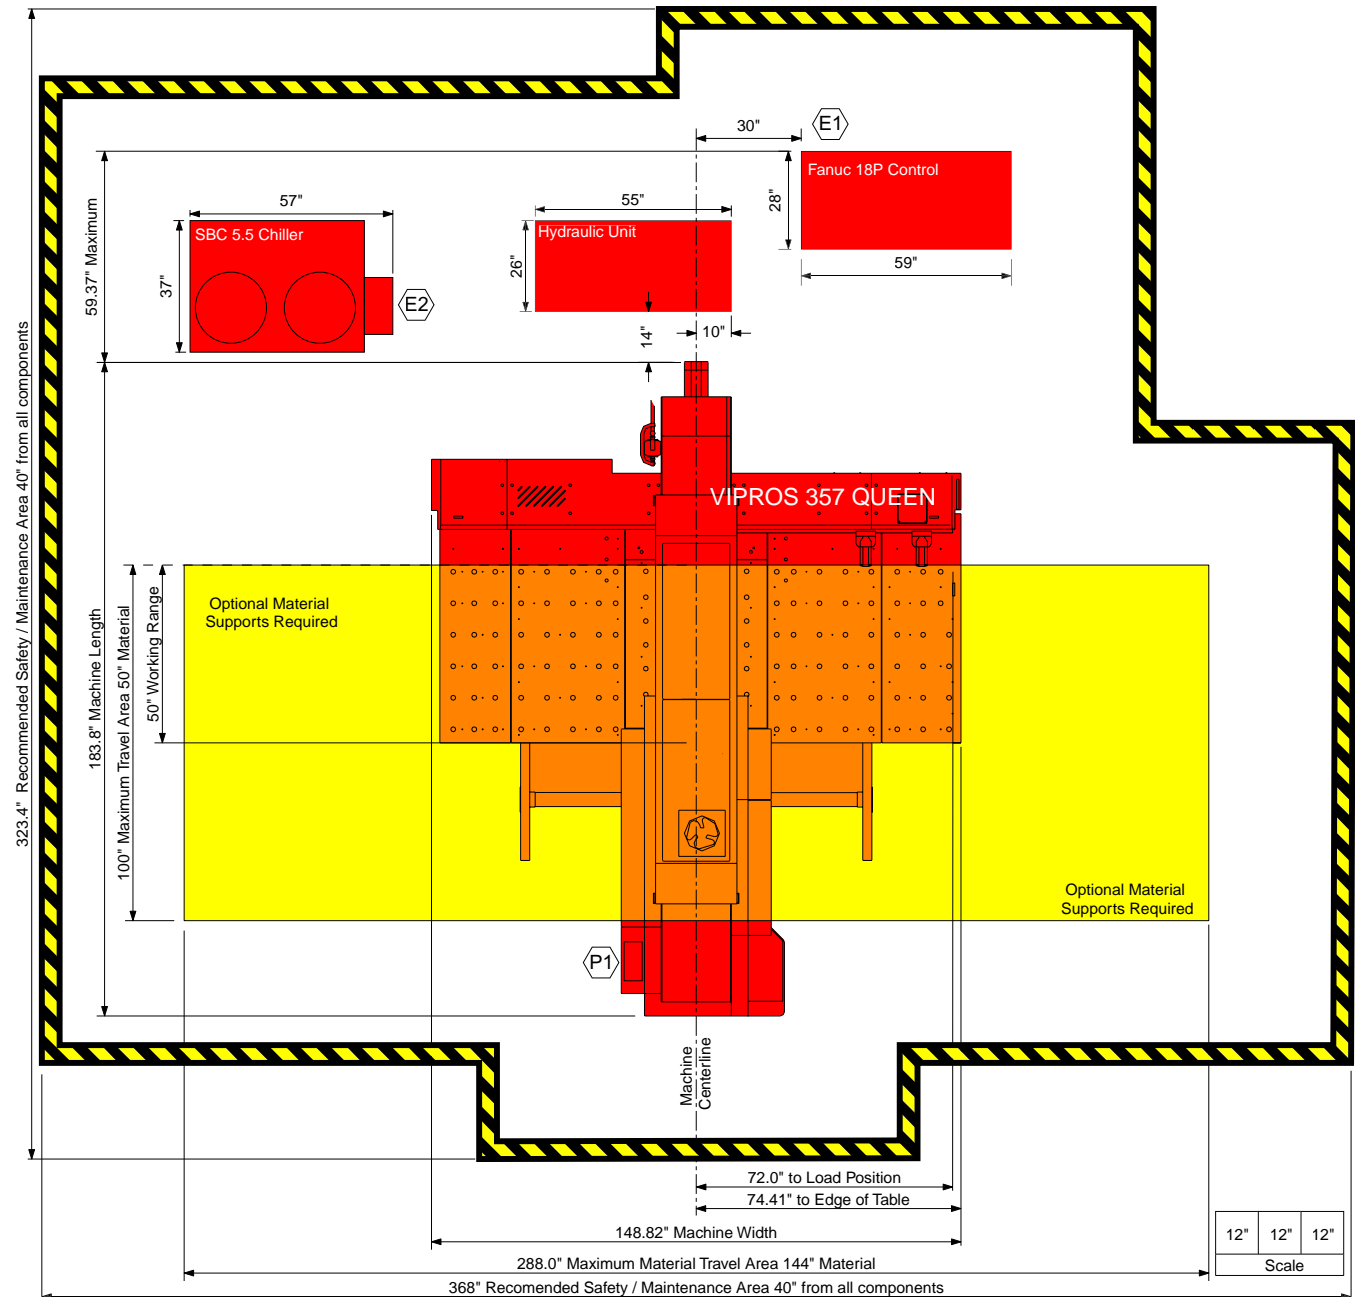 30"
E1
Fanuc 18P Control
28"
59"
57"
SBC 5.5 Chiller
37"
E2
55"
Hydraulic Unit
26"
14"
10"
59.37" Maximum
323.4"  Recommended Safety / Maintenance Area 40" from all components
183.8" Machine Length
100" Maximum Travel Area 50" Material
50" Working Range
VIPROS 357 QUEEN
Optional Material
Supports Required
Optional Material
Supports Required
P1
Machine
Centerline
72.0" to Load Position
74.41" to Edge of Table
148.82" Machine Width
288.0" Maximum Material Travel Area 144" Material
368" Recomended Safety / Maintenance Area 40" from all components
12" 12" 12"
Scale